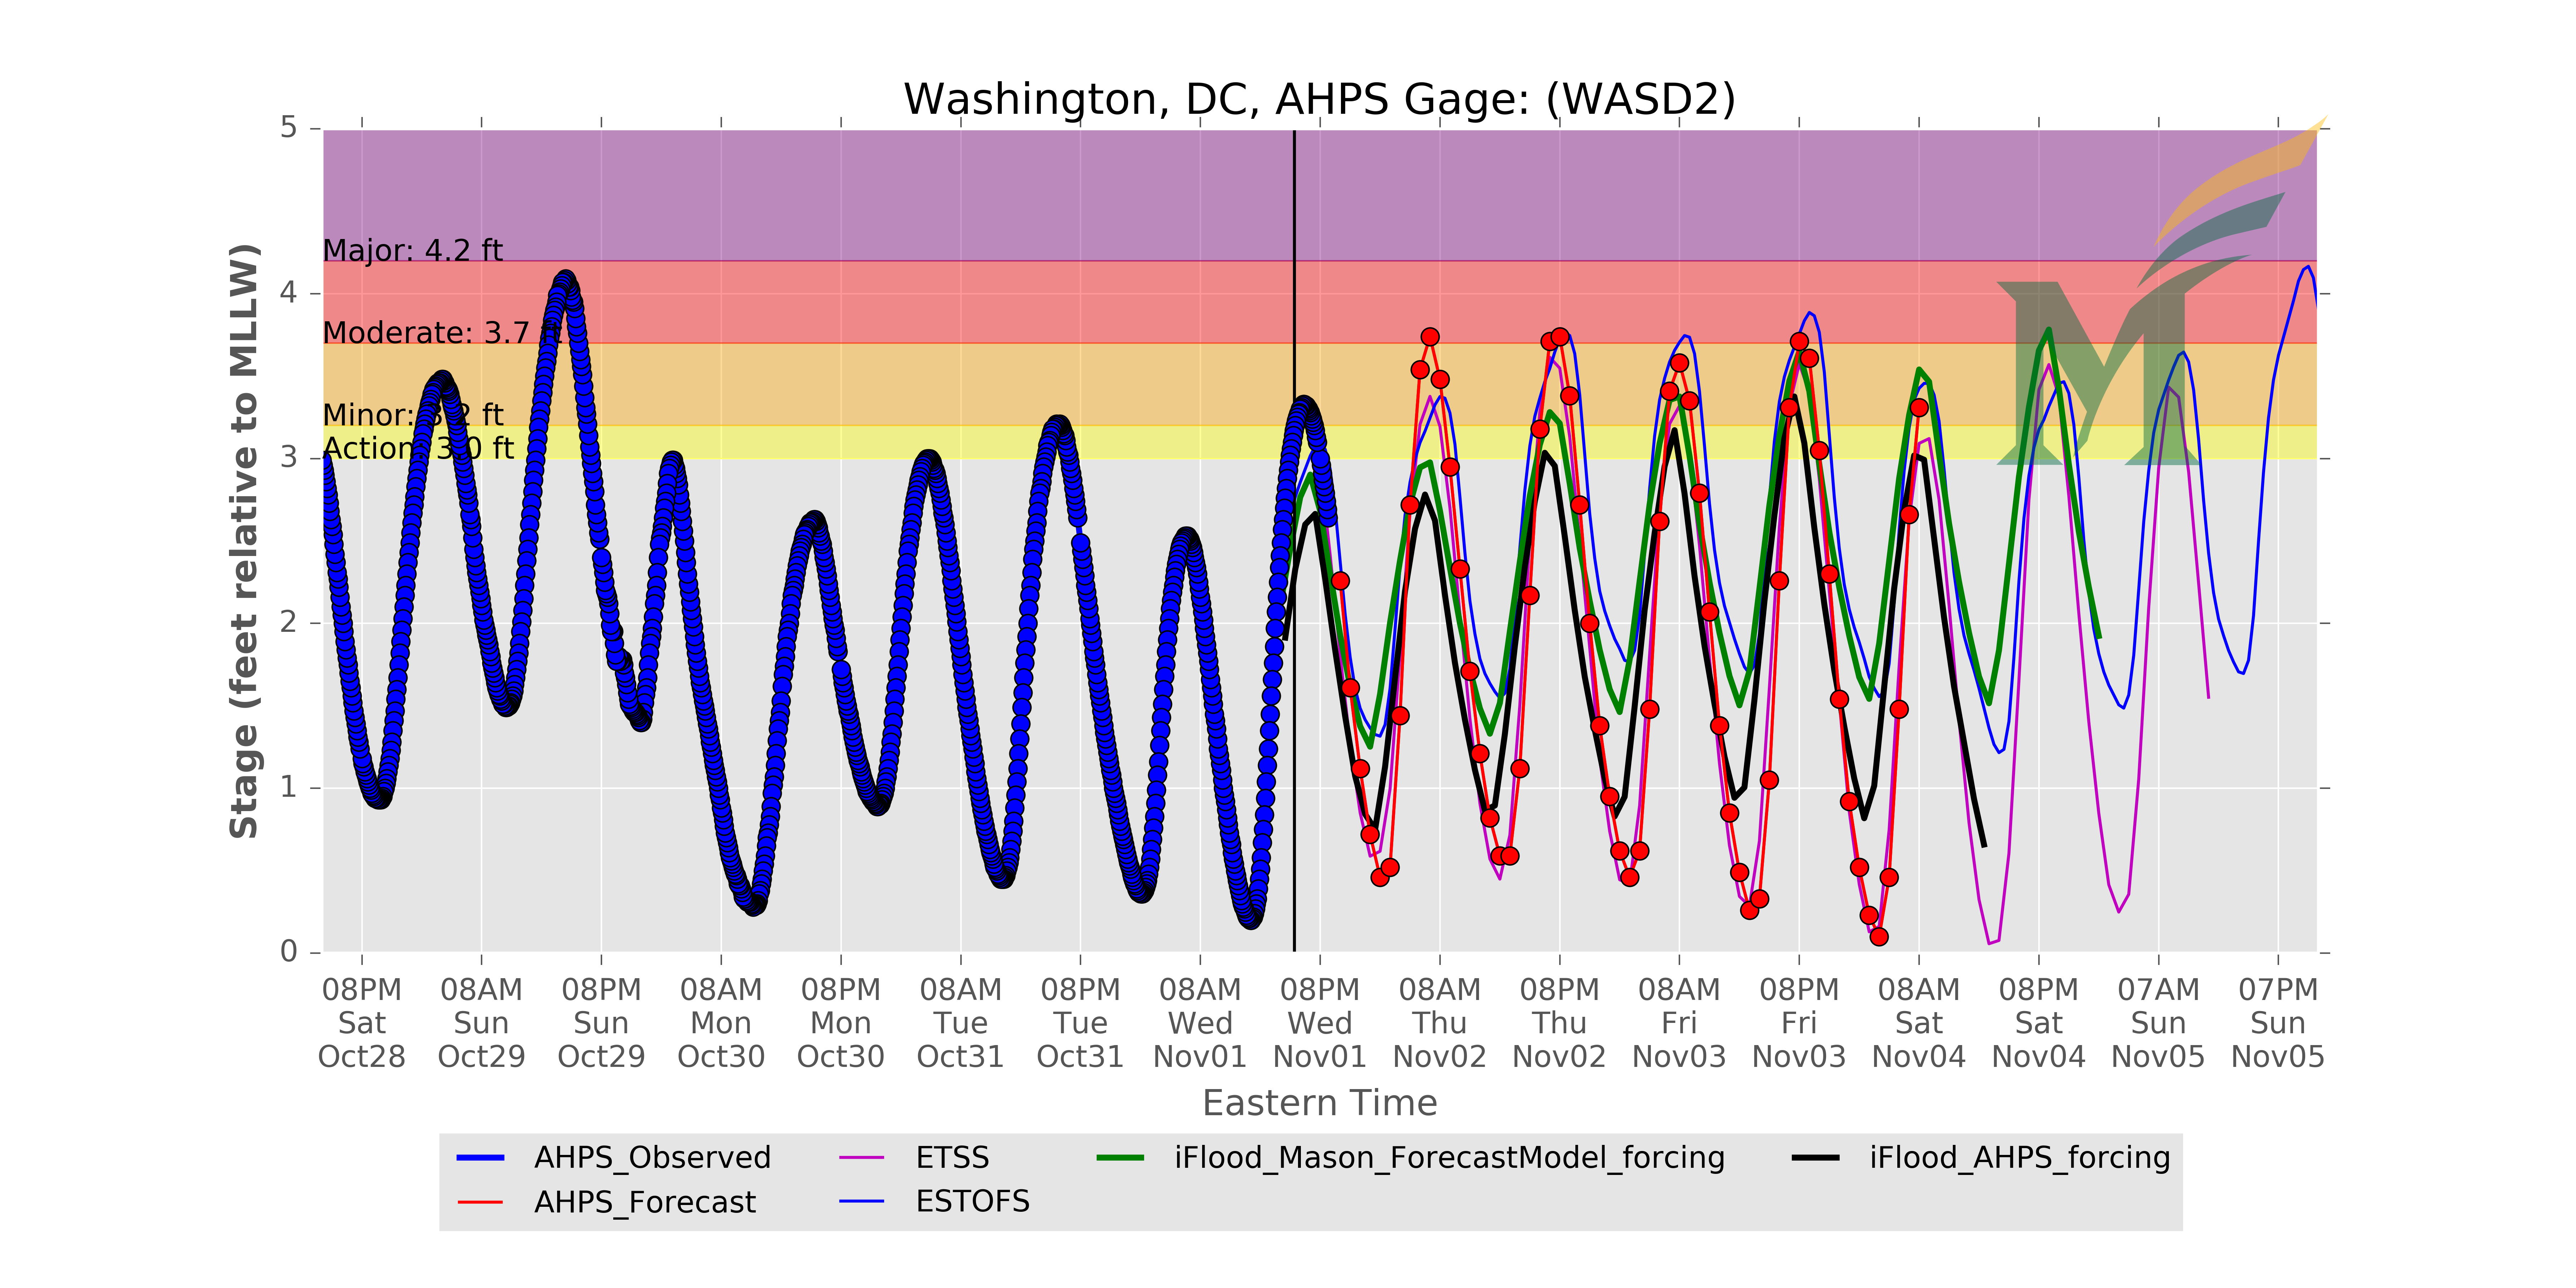 Washington, DC, AHPS Gage: (WASD2)
Stage (feet relative to MLLW)
5
4
3
2
1
0
Major: 4.2 ft
Moderate: 3.7
Minor: 3.2 ft
Action: 3.0 ft
08PM 08AM 08PM 08AM 08PM 08AM 08PM 08AM 08PM 08AM 08PM 08AM 08PM 08AM 08PM 07AM 07PM
Sat Sun Sun Mon Mon Tue Tue Wed Wed Thu Thu Fri Fri Sat Sat Sun Sun
Oct28 Oct29 Oct29 Oct30 Oct30 Oct31 Oct31 Nov01 Nov01 Nov02 Nov02 Nov03 Nov03 Nov04 Nov04 Nov05 Nov05
Eastern Time
AHPS_Observed ETSS iFlood_Mason_ForecastModel_forcing iFlood_AHPS_forcing
AHPS_Forecast ESTOFS